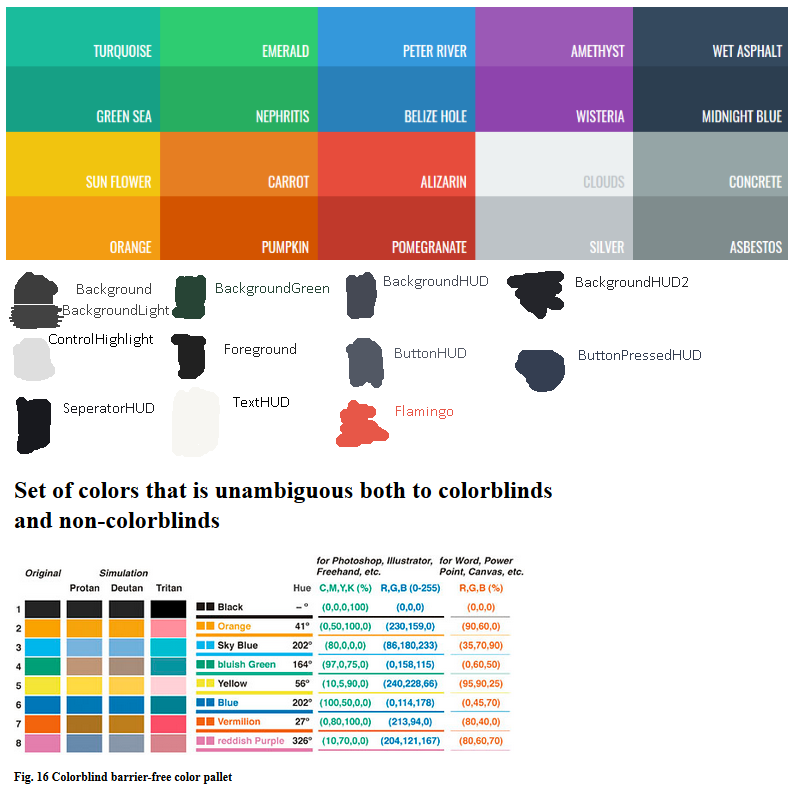 TURQUOISE EMERALD PETER RIVER AMETHYST WET ASPHALT
GREEN SEA NEPHRITIS BELIZE HOLE WISTERIA MIDNIGHT BLUE
SUN FLOWER CARROT ALIZARIN CLOUDS CONCRETE
ORANGE PUMPKIN POMEGRANATE SILVER ASBESTOS
Background BackgroundGreen BackgroundHUD BackgroundHUD2
BackgroundLight
ControlHighlight Foreground ButtonHUD ButtonPressedHUD
SeperatorHUD TextHUD Flamingo
Set of colors that is unambiguous both to colorblinds
and non-colorblinds
for Photoshop, Illustrator, for Word, Power
Freehand, etc. Point, Canvas, etc.
Original Simulation
Protan Deutan Tritan Hue C,M,Y,K (%) R,G,B (0-255) R,G,B (%)
1 Black – ° (0,0,0,100) (0,0,0) (0,0,0)
2 Orange 41° (0,50,100,0) (230,159,0) (90,60,0)
3 Sky Blue 202° (80,0,0,0) (86,180,233) (35,70,90)
4 bluish Green 164° (97,0,75,0) (0,158,115) (0,60,50)
5 Yellow 56° (10,5,90,0) (240,228,66) (95,90,25)
6 Blue 202° (100,50,0,0) (0,114,178) (0,45,70)
7 Vermilion 27° (0,80,100,0) (213,94,0) (80,40,0)
8 reddish Purple 326° (10,70,0,0) (204,121,167) (80,60,70)
Fig. 16 Colorblind barrier-free color pallet